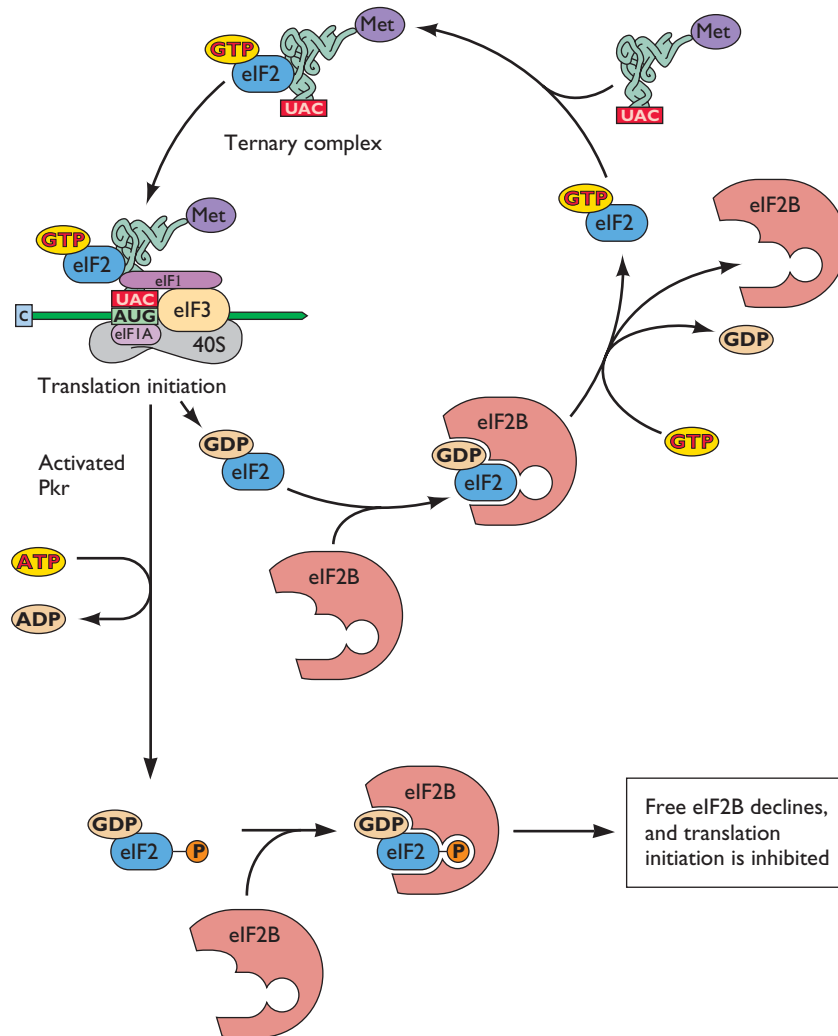 Met
GTP
eIF2
UAC
Ternary complex
Met
UAC
GTP
eIF2
eIF2B
GDP
GTP
Met
GTP
eIF2
eIF1
UAC
AUG
eIF3
eIF1A
40S
C
Translation initiation
GDP
eIF2
eIF2B
GDP
eIF2
Activated
Pkr
ATP
ADP
eIF2B
GDP
eIF2
P
eIF2B
GDP
eIF2
P
eIF2B
Free eIF2B declines,
and translation
initiation is inhibited